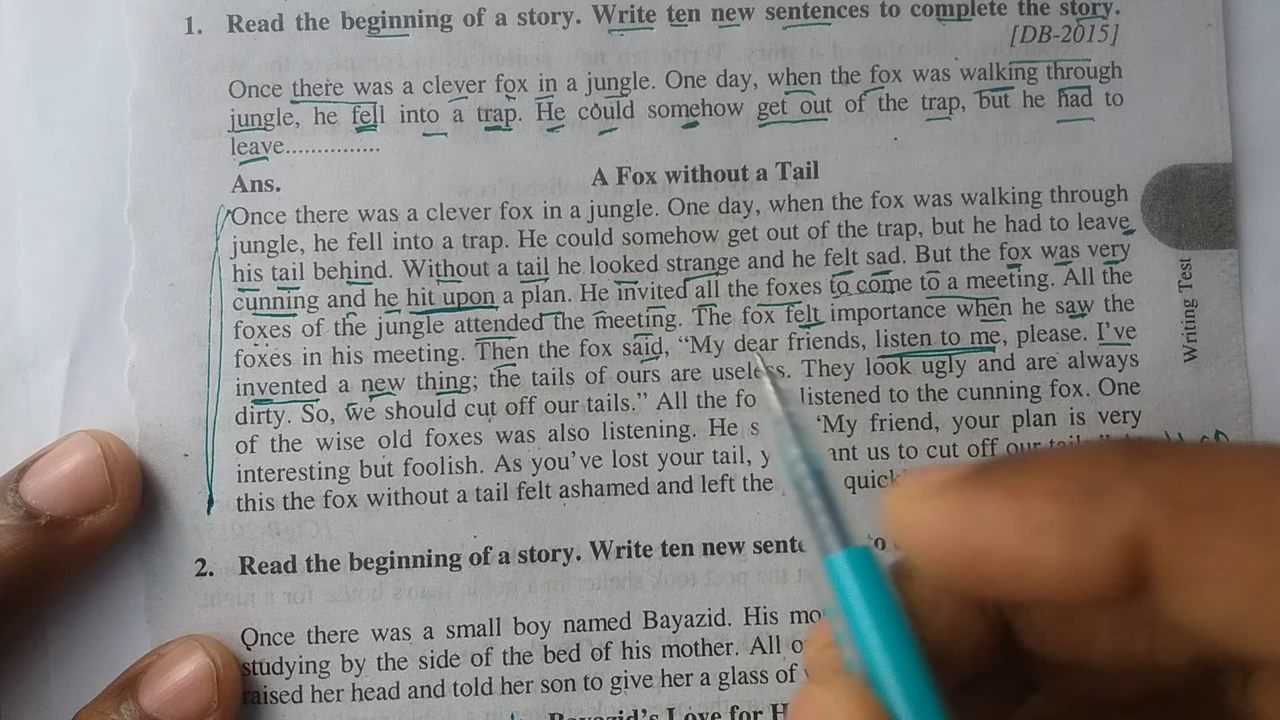 1. Read the beginning of a story. Write ten new sentences to complete the story.
[DB-2015]
Once there was a clever fox in a jungle. One day, when the fox was walking through
jungle, he fell into a trap. He could somehow get out of the trap, but he had to
leave...............
Ans. A Fox without a Tail
Once there was a clever fox in a jungle. One day, when the fox was walking through
jungle, he fell into a trap. He could somehow get out of the trap, but he had to leave
his tail behind. Without a tail he looked strange and he felt sad. But the fox was very
cunning and he hit upon a plan. He invited all the foxes to come to a meeting. All the
foxes of the jungle attended the meeting. The fox felt importance when he saw the
foxes in his meeting. Then the fox said, “My dear friends, listen to me, please. I’ve
invented a new thing; the tails of ours are useless. They look ugly and are always
dirty. So, we should cut off our tails.” All the listened to the cunning fox. One
of the wise old foxes was also listening. He ‘My friend, your plan is very
interesting but foolish. As you’ve lost your tail, us to cut off our
this the fox without a tail felt ashamed and left the
Writing Test
2. Read the beginning of a story. Write ten new
Once there was a small boy named Bayazid. His
studying by the side of the bed of his mother. All
raised her head and told her son to give her a glass of
Bayazid’s Love for